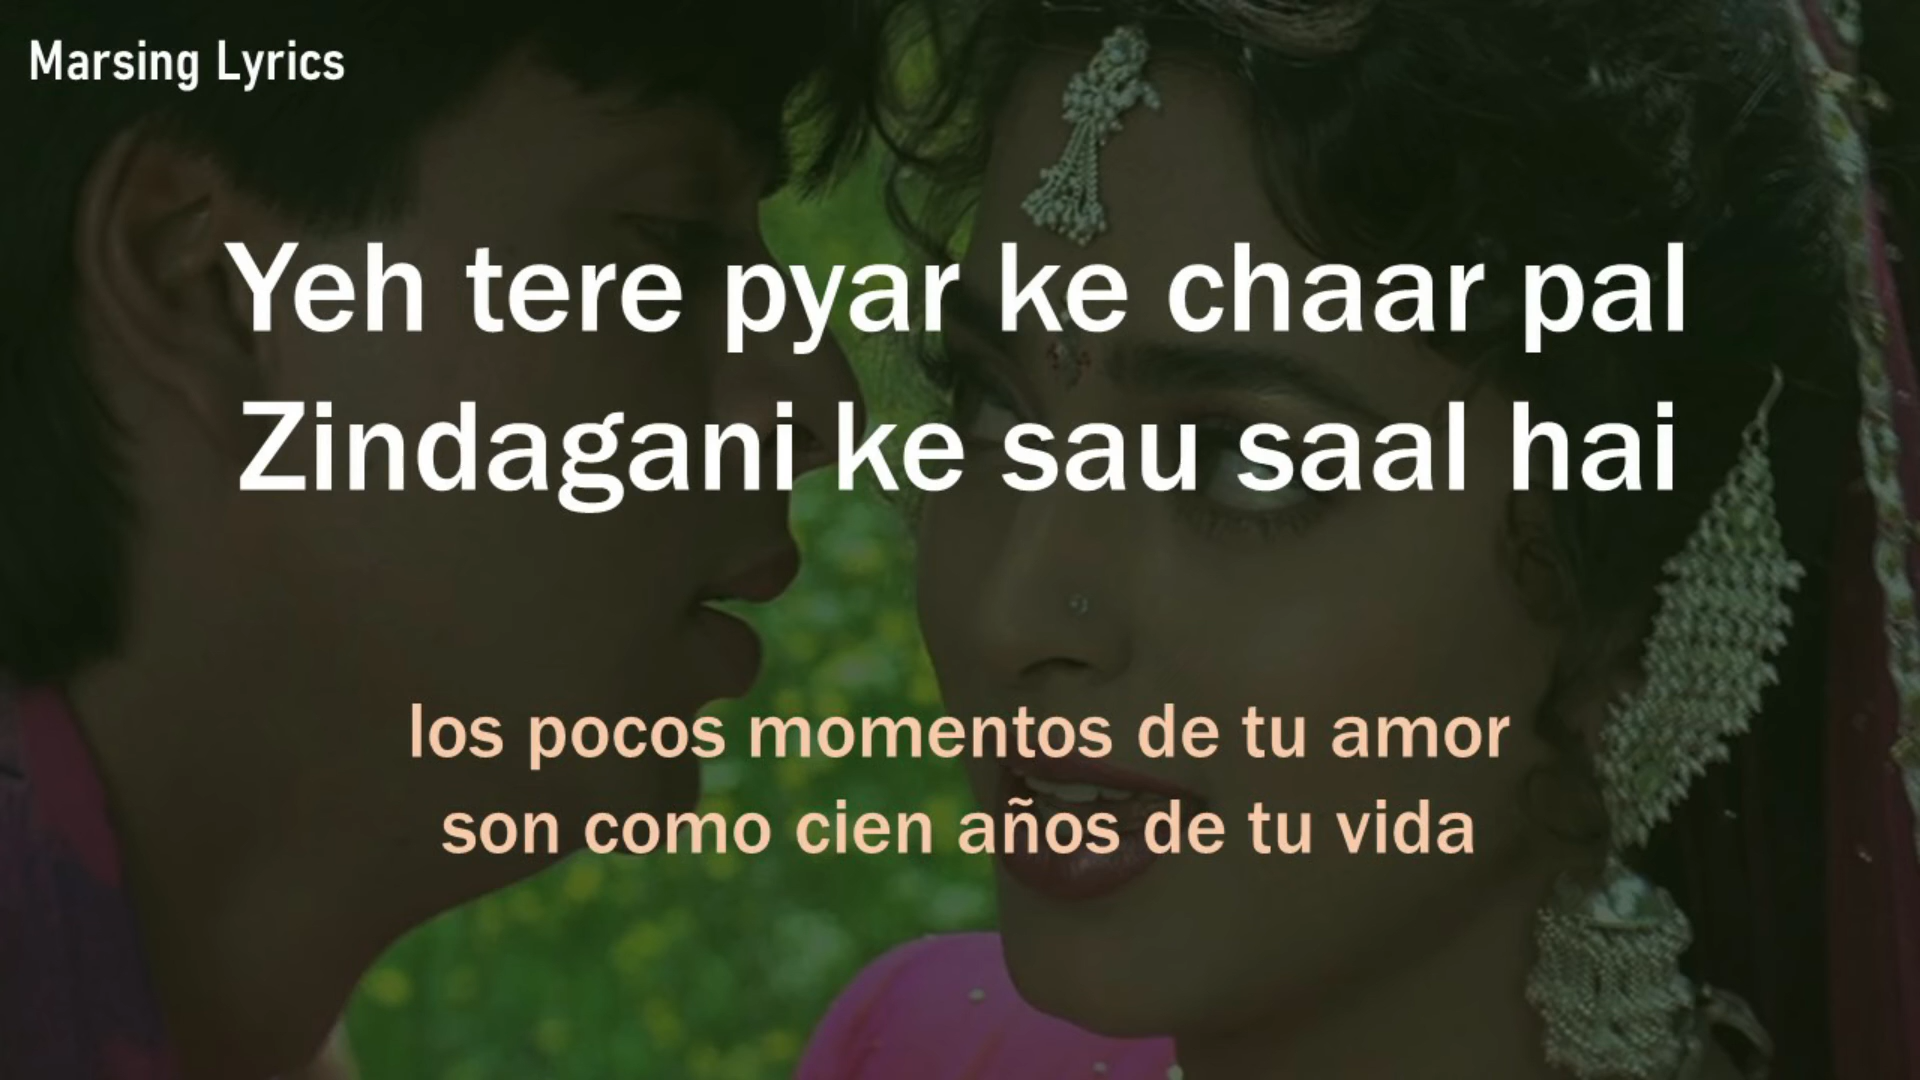 Marsing Lyrics
Yeh tere pyar ke chaar pal
Zindagani ke sau saal hai
los pocos momentos de tu amor
son como cien años de tu vida